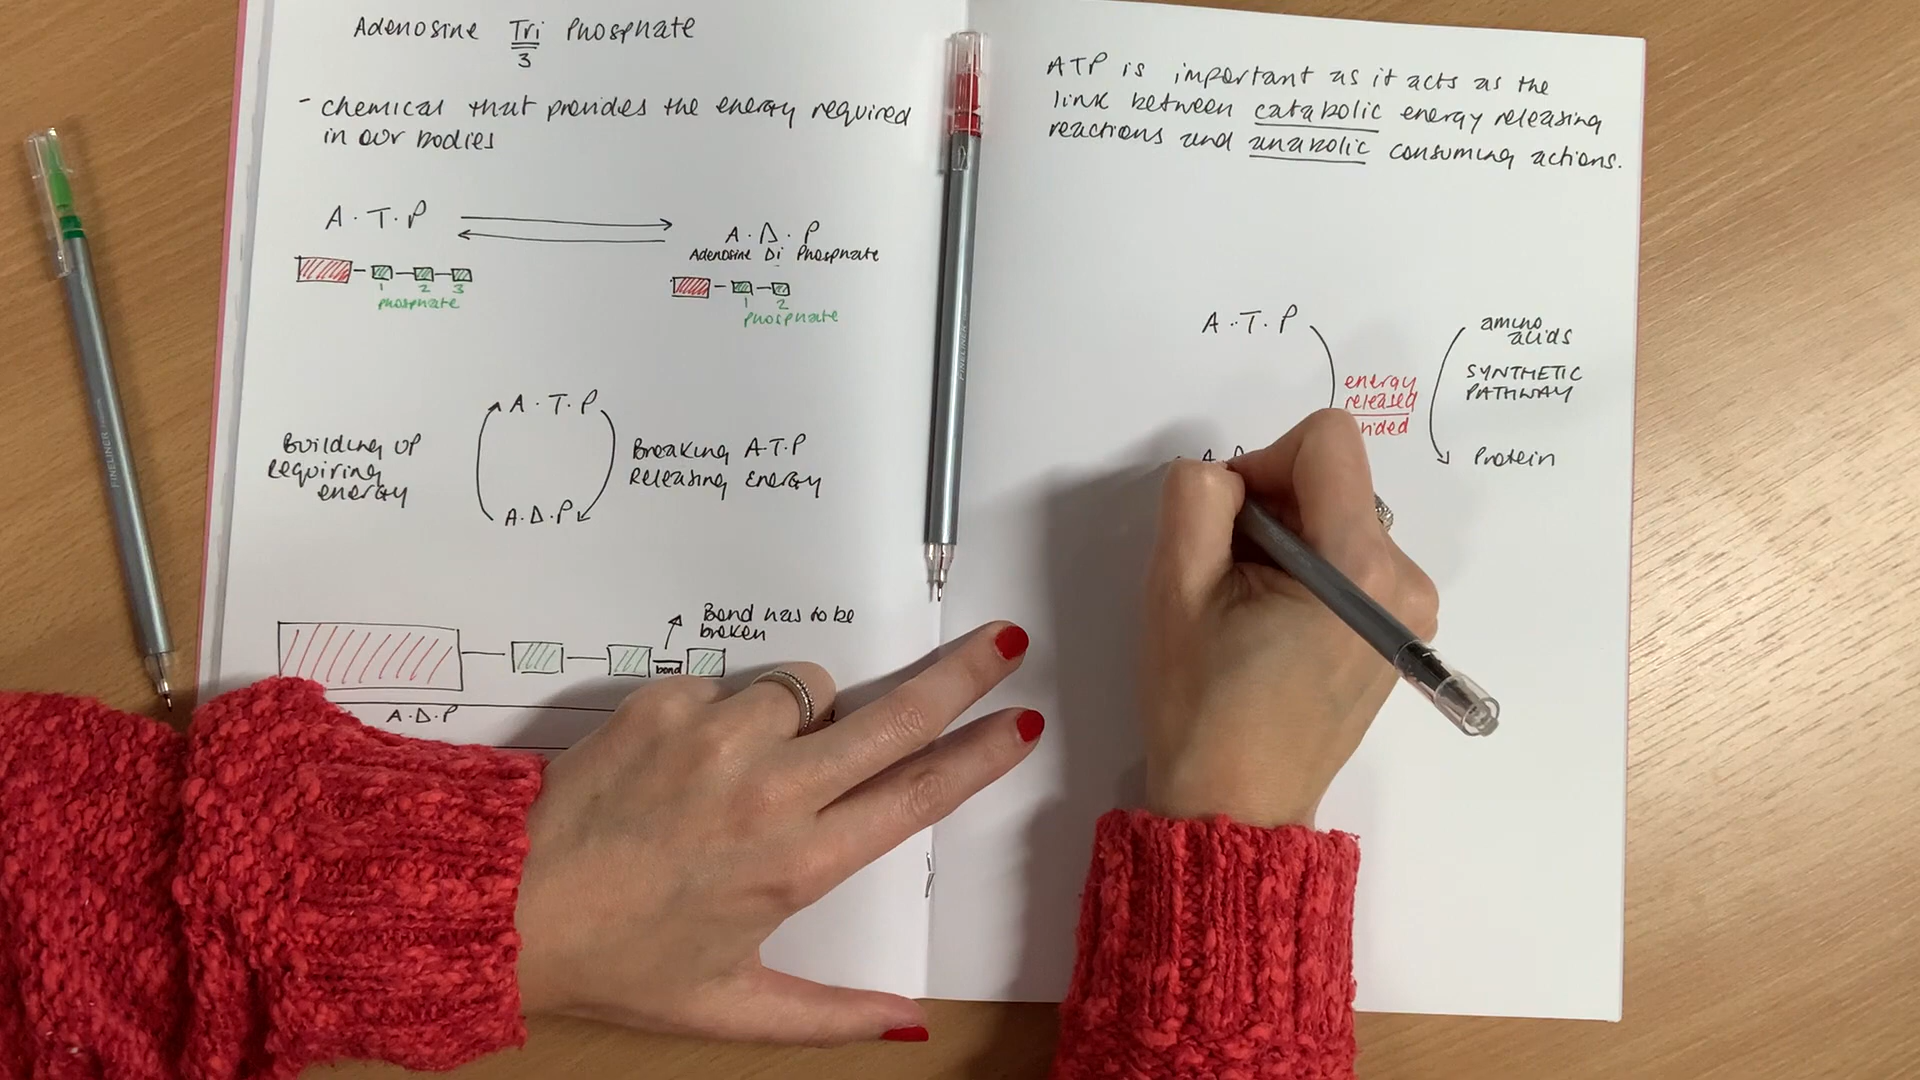 Adenosine Tri Phosphate
3
- chemical that provides the energy required
in our bodies
A.T.P
A.D.P
Adenosine Di Phosphate
1 2 3
phosphate
1 2
phosphate
A.T.P
Building up
requiring
energy
Breaking A.T.P
Releasing energy
A.D.P
Bond has to be
broken
bond
A.D.P
FINELINER
FINELINER
ATP is important as it acts as the
link between catabolic energy releasing
reactions and anabolic consuming actions.
A.T.P
amino
acids
energy
released
SYNTHETIC
PATHWAY
Protein